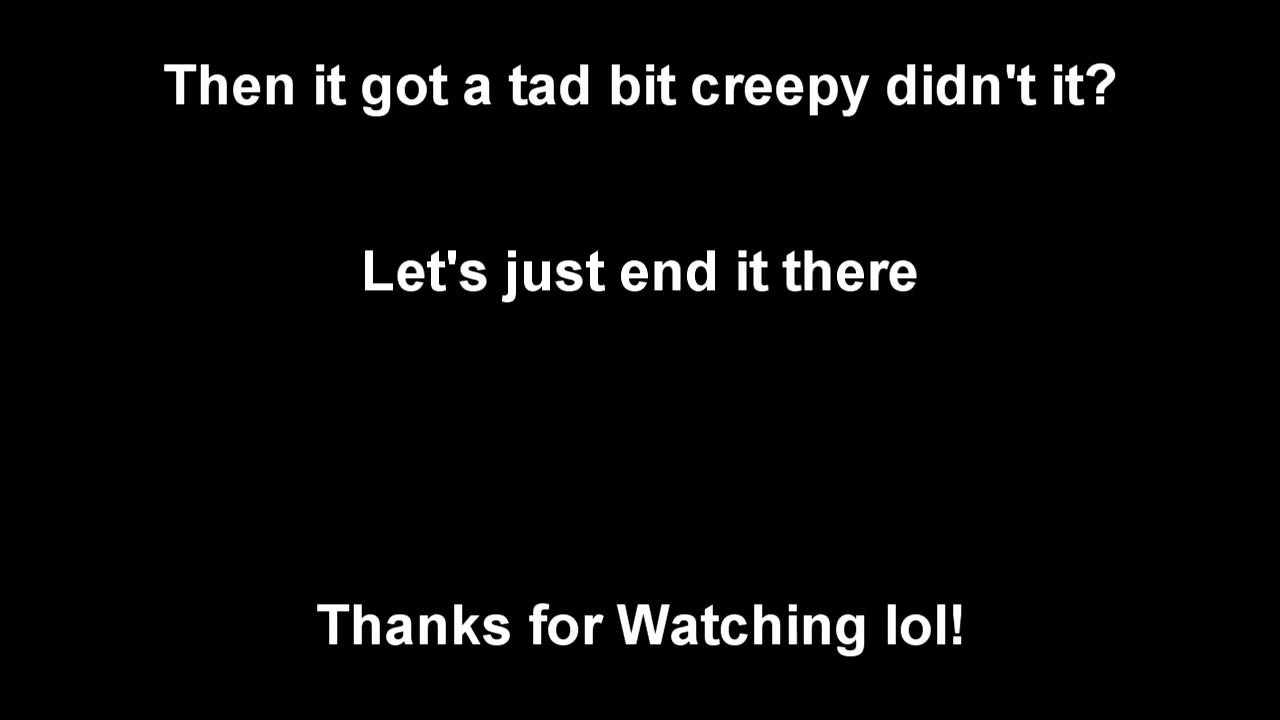 Then it got a tad bit creepy didn't it?
Let's just end it there
Thanks for Watching lol!